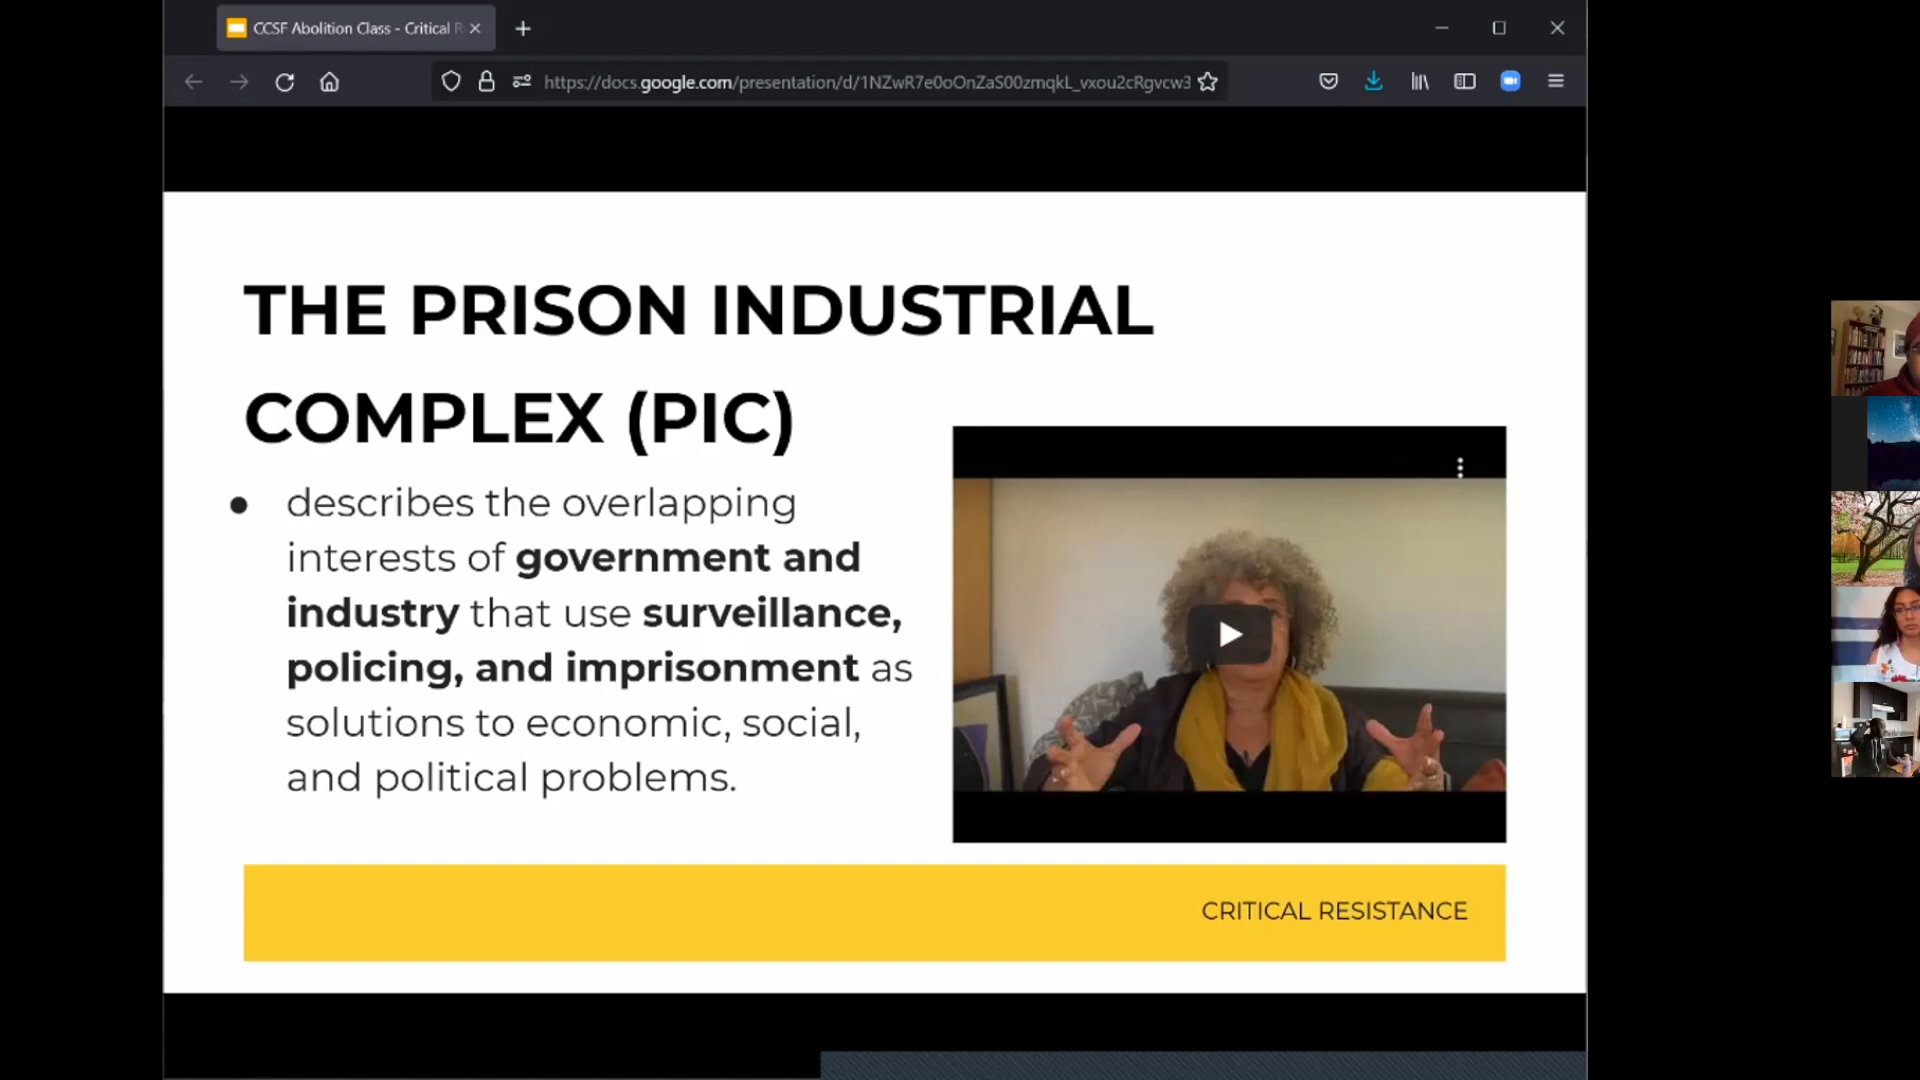 CCSF Abolition Class - Critical R
https://docs.google.com/presentation/d/1NZwR7e0oOnZaS00zmqkL_vxou2cRgvcw3
THE PRISON INDUSTRIAL
COMPLEX (PIC)
● describes the overlapping
interests of government and
industry that use surveillance,
policing, and imprisonment as
solutions to economic, social,
and political problems.
CRITICAL RESISTANCE